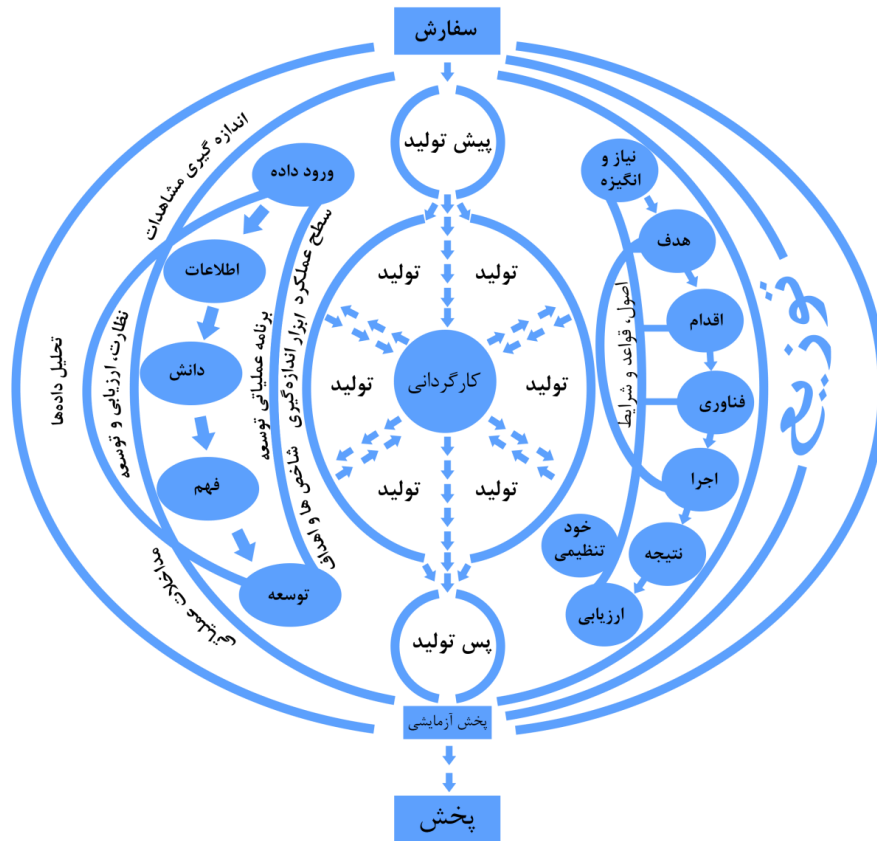 سفارش
پیش تولید
نیاز و
انگیزه
هدف
اقدام
فناوری
اجرا
نتیجه
ارزیابی
خود
تنظیمی
اصول، قواعد و شرایط
توزیع
تولید
تولید
تولید
تولید
تولید
تولید
کارگردانی
ورود داده
اطلاعات
دانش
فهم
توسعه
سطح عملکرد ابزار اندازه‌گیری شاخص ها و اهداف
برنامه عملیاتی توسعه
اندازه گیری مشاهدات
نظارت، ارزیابی و توسعه
مداخلات عملیاتی
تحلیل داده‌ها
پس تولید
پخش آزمایشی
پخش